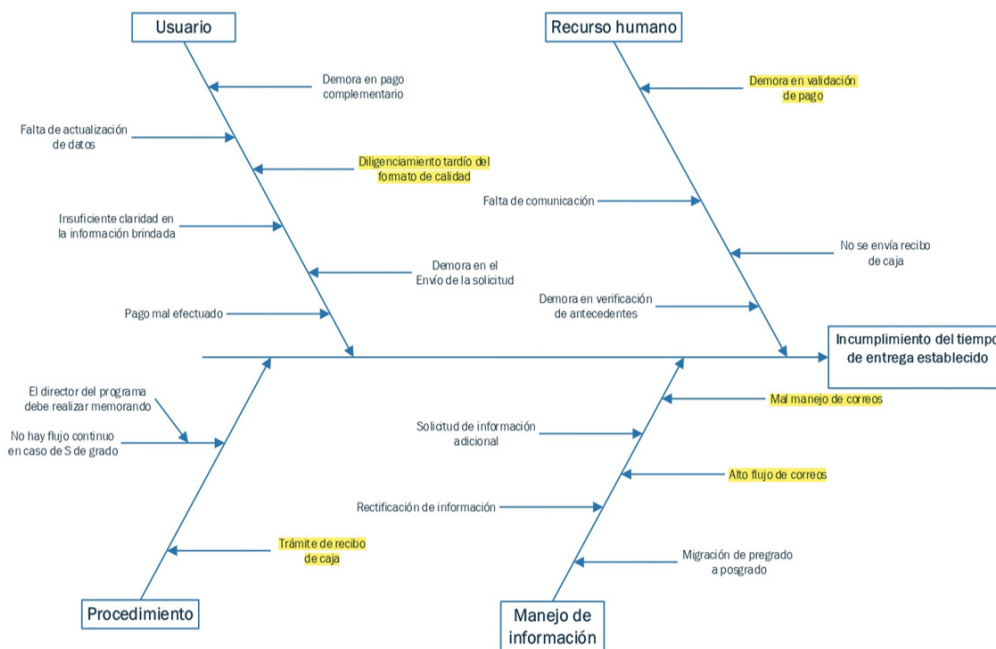 Usuario
Recurso humano
Demora en pago
complementario
Demora en validación
de pago
Falta de actualización
de datos
Diligenciamiento tardío del
formato de calidad
Falta de comunicación
Insuficiente claridad en
la información brindada
No se envía recibo
de caja
Demora en el
Envío de la solicitud
Demora en verificación
de antecedentes
Pago mal efectuado
Incumplimiento del tiempo
de entrega establecido
El director del programa
debe realizar memorando
Mal manejo de correos
No hay flujo continuo
en caso de S de grado
Solicitud de información
adicional
Alto flujo de correos
Rectificación de información
Trámite de recibo
de caja
Migración de pregrado
a posgrado
Procedimiento
Manejo de
información